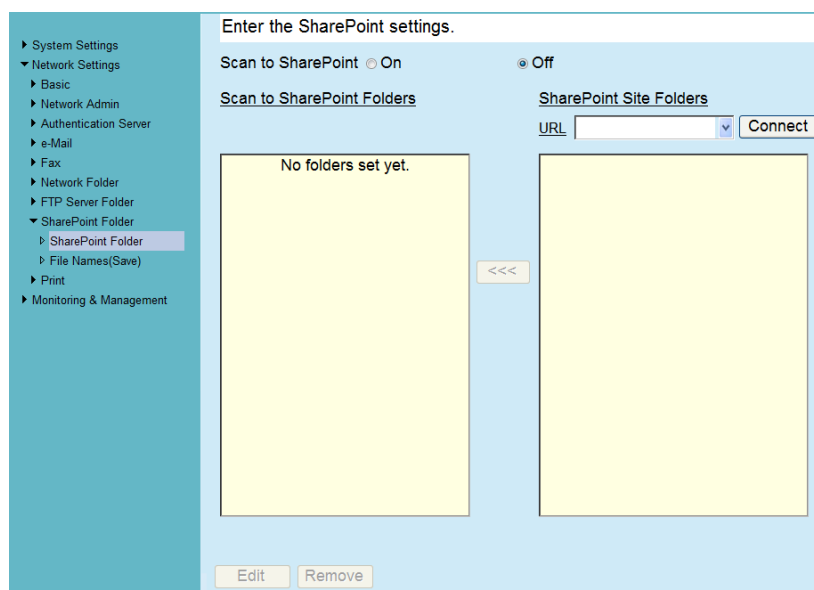 System Settings
Network Settings
Basic
Network Admin
Authentication Server
e-Mail
Fax
Network Folder
FTP Server Folder
SharePoint Folder
SharePoint Folder
File Names(Save)
Print
Monitoring & Management
Enter the SharePoint settings.
Scan to SharePoint On Off
Scan to SharePoint Folders
SharePoint Site Folders
URL Connect
No folders set yet.
<<<
Edit Remove